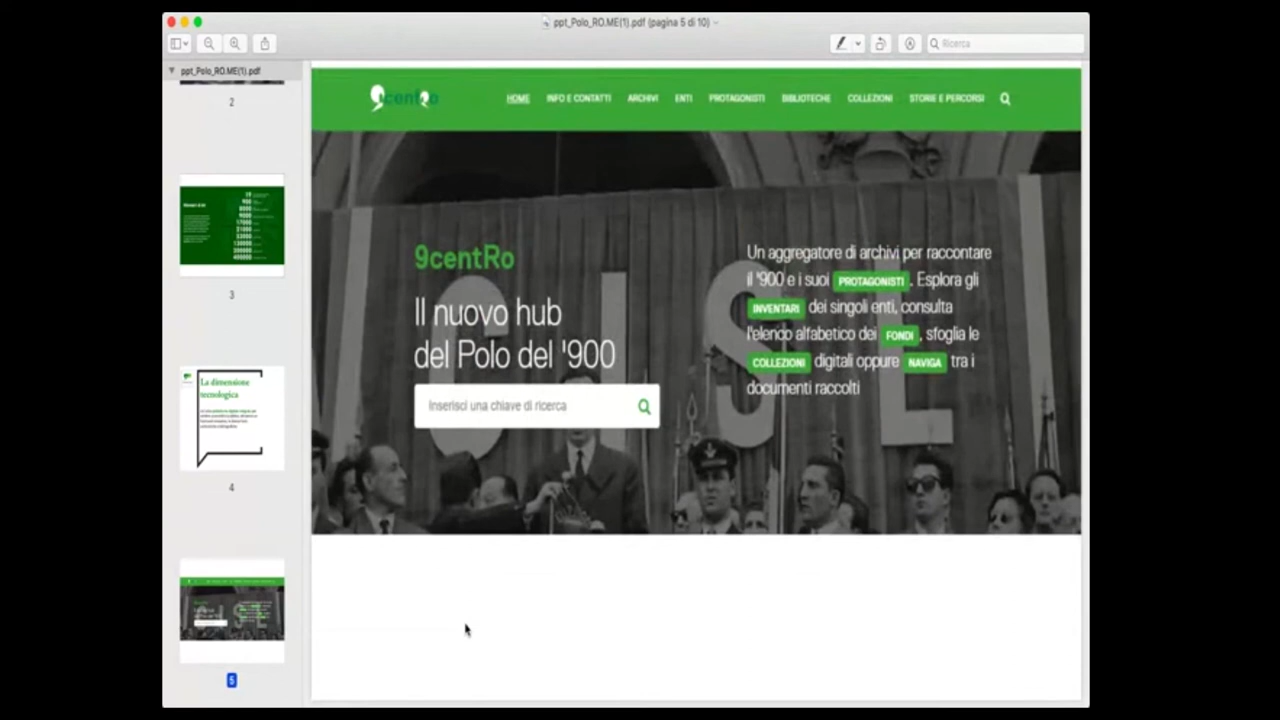 ppt_Polo_RO.ME(1).pdf (pagina 5 di 10)
Ricerca
ppt_Polo_RO.ME(1).pdf
2
3
La dimensione
tecnologica
4
5
9centRo
HOME INFO E CONTATTI ARCHIVI ENTI PROTAGONISTI BIBLIOTECHE COLLEZIONI STORIE E PERCORSI
9centRo
Il nuovo hub
del Polo del '900
Inserisci una chiave di ricerca
Un aggregatore di archivi per raccontare
il '900 e i suoi PROTAGONISTI . Esplora gli
INVENTARI dei singoli enti, consulta
l'elenco alfabetico dei FONDI , sfoglia le
COLLEZIONI digitali oppure NAVIGA tra i
documenti raccolti
C I S L